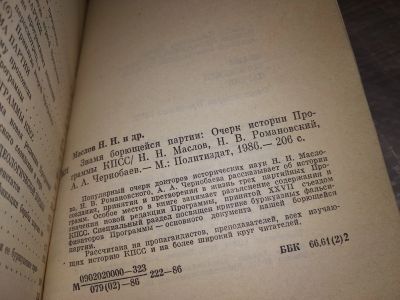 Маслов Н. Н. и др.
Знамя борющейся партии: Очерк истории Про-
граммы КПСС/ Н. Н. Маслов, Н. В. Романовский,
А. А. Чернобаев.— М.: Политиздат, 1986.— 206 с.
Популярный очерк докторов исторических наук Н. Н. Масло-
ва, Н. В. Романовского, А. А. Чернобаева рассказывает об истории
создания, принятия и претворения в жизнь трех партийных Про-
грамм. Особое место в книге занимает разъяснение содержания и
значения новой редакции Программы, принятой XXVII съездом
КПСС. Специальный раздел посвящен критике буржуазных фальси-
фикаторов Программы — основного документа нашей борющейся
партии.
Рассчитана на пропагандистов, преподавателей, всех изучаю-
щих историю КПСС и на более широкий круг читателей.
М 0902020000—323
079(02)—86 222—86
ББК 66.61(2)2